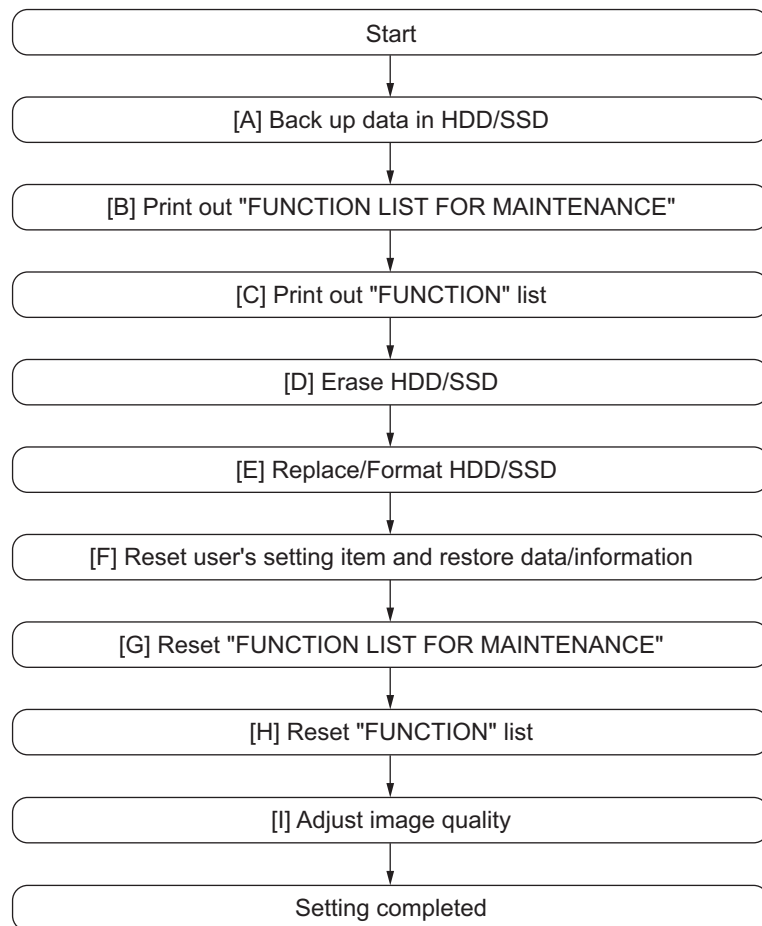 Start
[A] Back up data in HDD/SSD
[B] Print out "FUNCTION LIST FOR MAINTENANCE"
[C] Print out "FUNCTION" list
[D] Erase HDD/SSD
[E] Replace/Format HDD/SSD
[F] Reset user's setting item and restore data/information
[G] Reset "FUNCTION LIST FOR MAINTENANCE"
[H] Reset "FUNCTION" list
[I] Adjust image quality
Setting completed